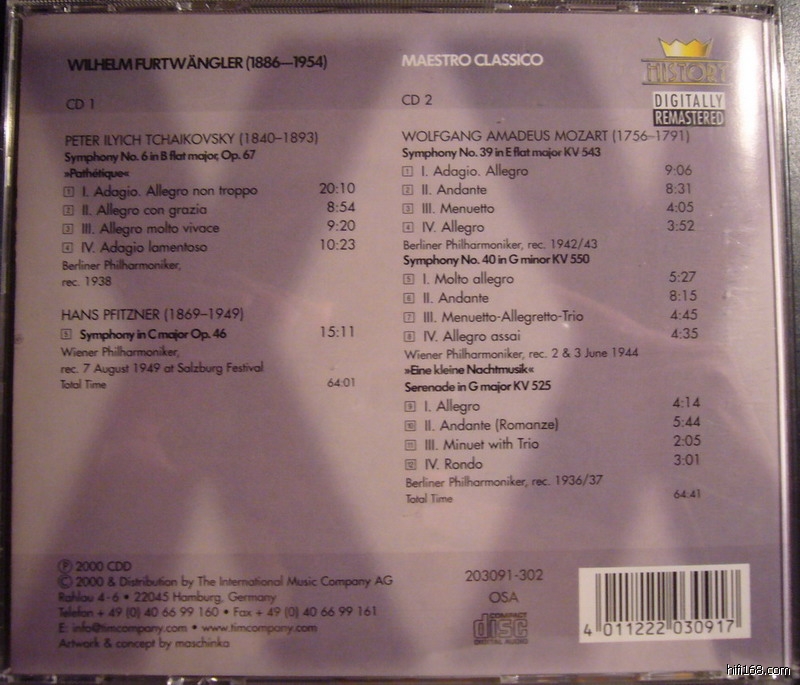 WILHELM FURTWÄNGLER (1886—1954)
CD 1
PETER ILYICH TCHAIKOVSKY (1840–1893)
Symphony No. 6 in B flat major, Op. 67
»Pathétique«
1 I. Adagio. Allegro non troppo 20:10
2 II. Allegro con grazia 8:54
3 III. Allegro molto vivace 9:20
4 IV. Adagio lamentoso 10:23
Berliner Philharmoniker,
rec. 1938
HANS PFITZNER (1869–1949)
5 Symphony in C major Op. 46 15:11
Wiener Philharmoniker,
rec. 7 August 1949 at Salzburg Festival
Total Time 64:01
MAESTRO CLASSICO
CD 2
HISTORY
DIGITALLY
REMASTERED
WOLFGANG AMADEUS MOZART (1756–1791)
Symphony No. 39 in E flat major KV 543
1 I. Adagio. Allegro 9:06
2 II. Andante 8:31
3 III. Menuetto 4:05
4 IV. Allegro 3:52
Berliner Philharmoniker, rec. 1942/43
Symphony No. 40 in G minor KV 550
5 I. Molto allegro 5:27
6 II. Andante 8:15
7 III. Menuetto-Allegretto-Trio 4:45
8 IV. Allegro assai 4:35
Wiener Philharmoniker, rec. 2 & 3 June 1944
»Eine kleine Nachtmusik«
Serenade in G major KV 525
9 I. Allegro 4:14
10 II. Andante (Romanze) 5:44
11 III. Minuet with Trio 2:05
12 IV. Rondo 3:01
Berliner Philharmoniker, rec. 1936/37
Total Time 64:41
℗ 2000 CDD
© 2000 & Distribution by The International Music Company AG
Rahlau 4-6 • 22045 Hamburg, Germany
Telefon + 49 (0) 40 66 99 160 • Fax + 49 (0) 40 66 99 161
E: info@timcompany.com • www.timcompany.com
Artwork & concept by maschinka
203091-302
OSA
COMPACT
disc
DIGITAL AUDIO
4 011222 030917
hifi168.com